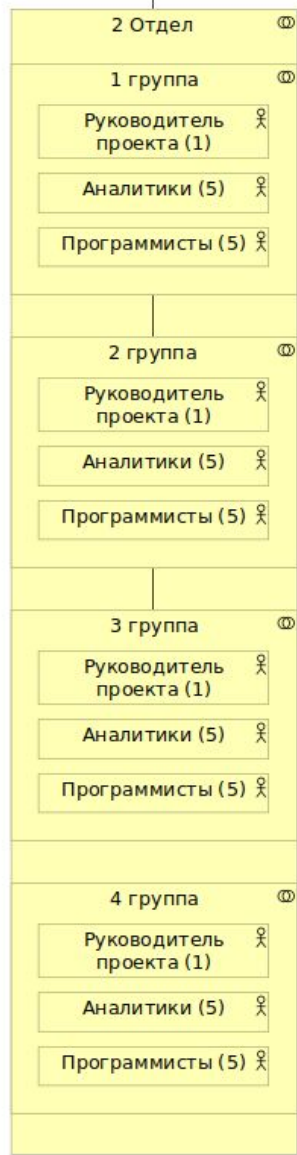 2 Отдел
1 группа
Руководитель
проекта (1)
Аналитики (5)
Программисты (5)
2 группа
Руководитель
проекта (1)
Аналитики (5)
Программисты (5)
3 группа
Руководитель
проекта (1)
Аналитики (5)
Программисты (5)
4 группа
Руководитель
проекта (1)
Аналитики (5)
Программисты (5)